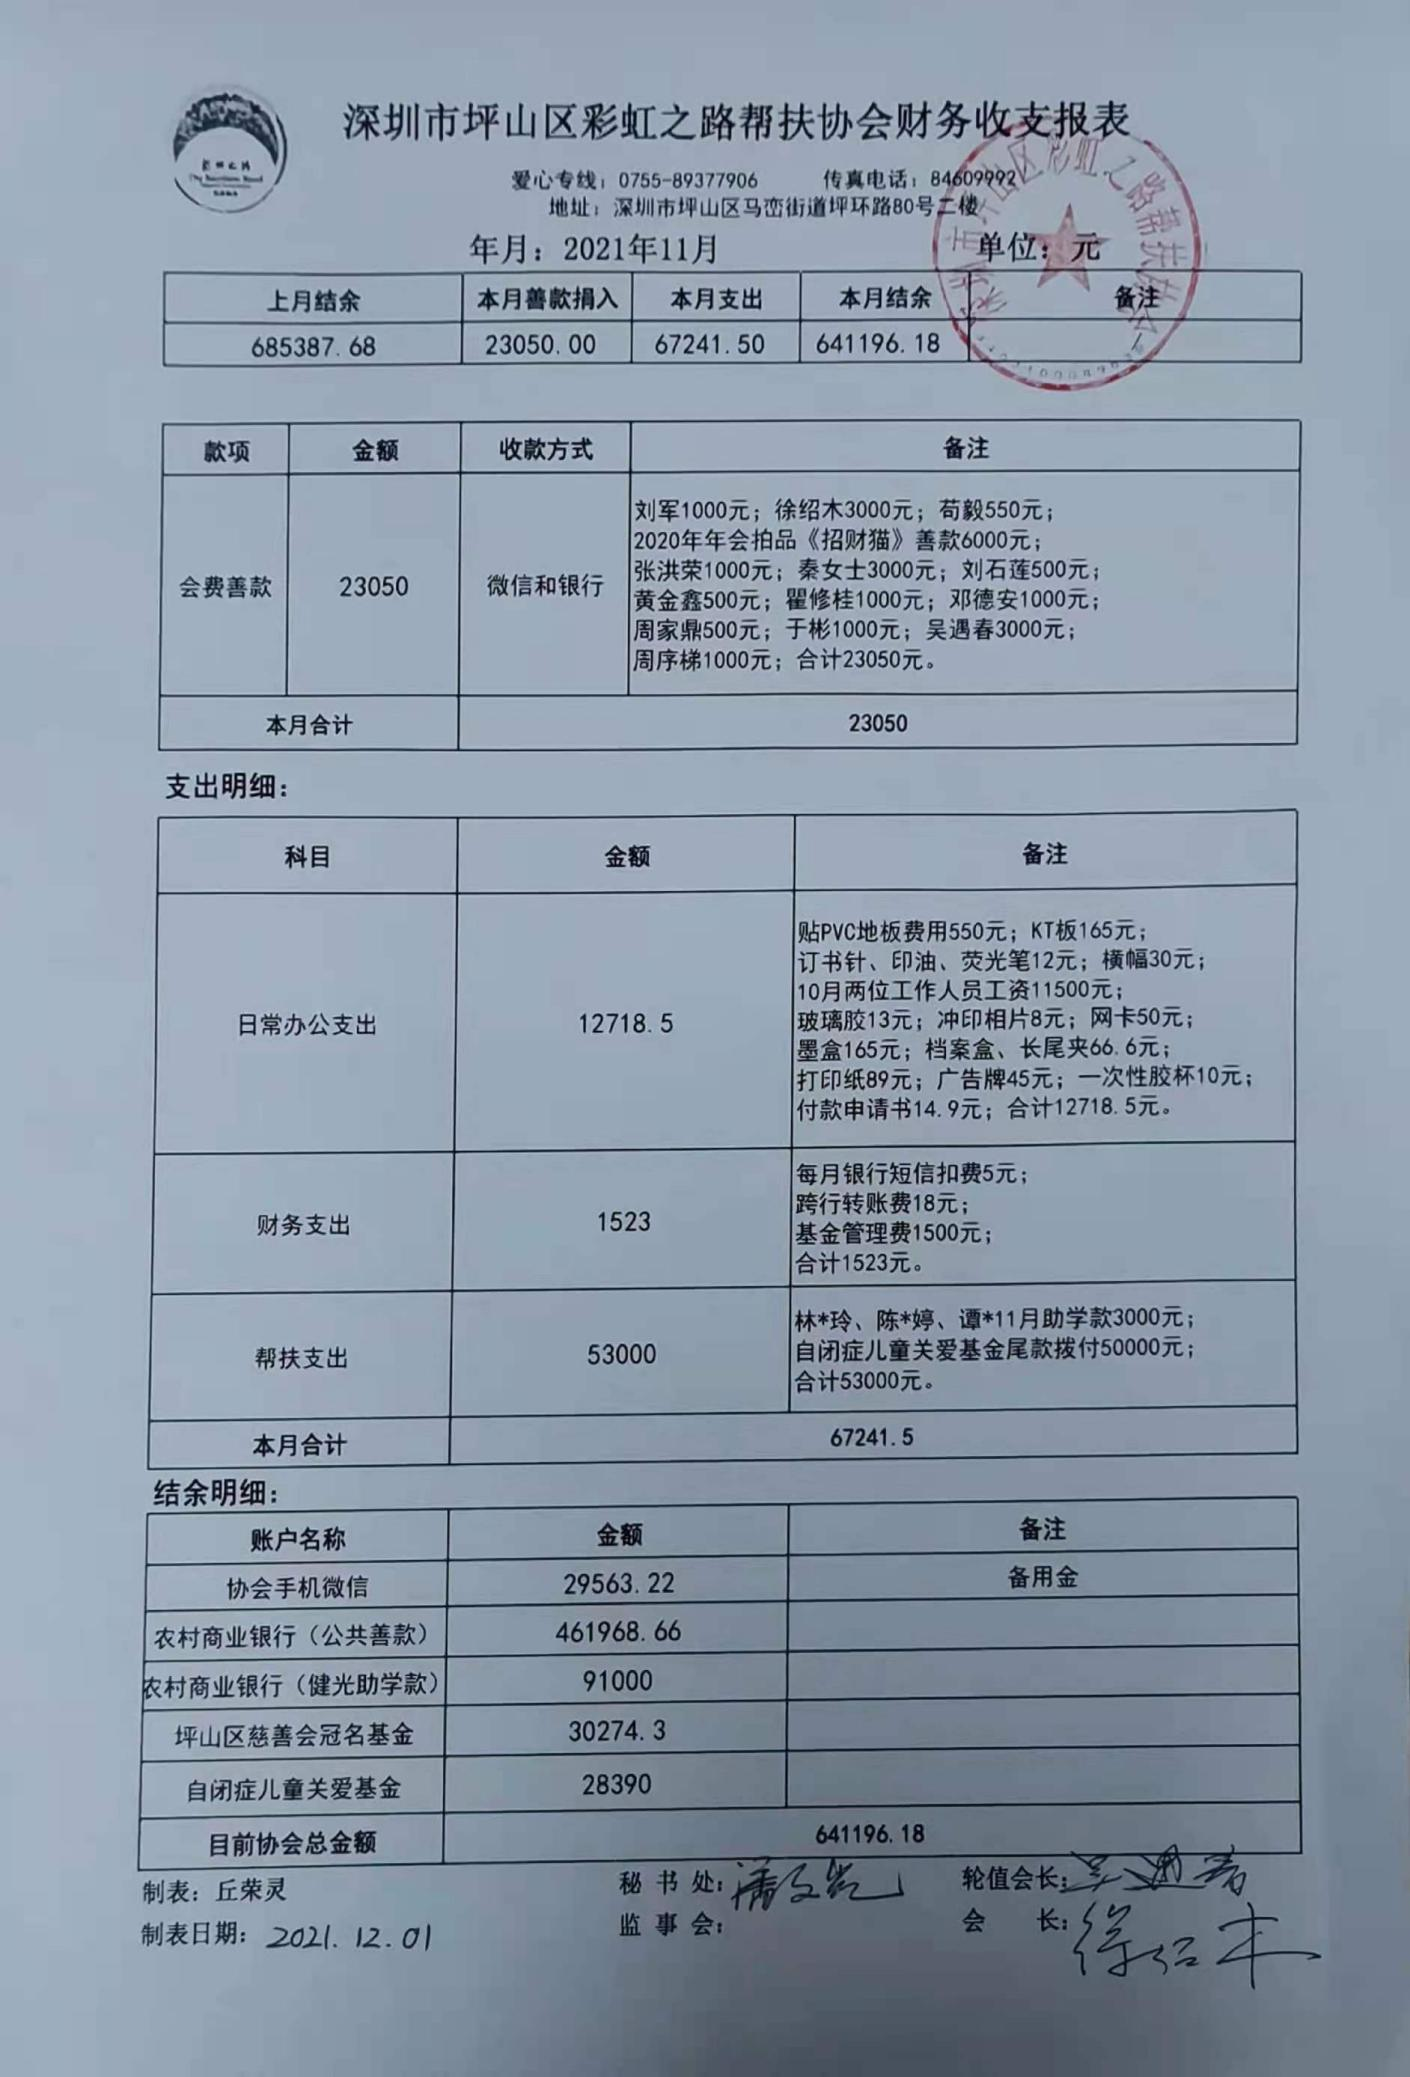 深圳市坪山区彩虹之路帮扶协会财务收支报表
爱心专线：0755-89377906 传真电话：84609992
地址：深圳市坪山区马峦街道坪环路80号二楼
年月：2021年11月 单位：元
上月结余 本月善款捐入 本月支出 本月结余 备注
685387.68 23050.00 67241.50 641196.18
款项 金额 收款方式 备注
会费善款 23050 微信和银行
刘军1000元；徐绍木3000元；荀毅550元；
2020年年会拍品《招财猫》善款6000元；
张洪荣1000元；秦女士3000元；刘石莲500元；
黄金鑫500元；瞿修桂1000元；邓德安1000元；
周家鼎500元；于彬1000元；吴遇春3000元；
周序梯1000元；合计23050元。
本月合计 23050
支出明细：
科目 金额 备注
日常办公支出 12718.5
贴PVC地板费用550元；KT板165元；
订书针、印油、荧光笔12元；横幅30元；
10月两位工作人员工资11500元；
玻璃胶13元；冲印相片8元；网卡50元；
墨盒165元；档案盒、长尾夹66.6元；
打印纸89元；广告牌45元；一次性胶杯10元；
付款申请书14.9元；合计12718.5元。
财务支出 1523
每月银行短信扣费5元；
跨行转账费18元；
基金管理费1500元；
合计1523元。
帮扶支出 53000
林*玲、陈*婷、谭*11月助学款3000元；
自闭症儿童关爱基金尾款拨付50000元；
合计53000元。
本月合计 67241.5
结余明细：
账户名称 金额 备注
协会手机微信 29563.22 备用金
农村商业银行（公共善款） 461968.66
农村商业银行（健光助学款） 91000
坪山区慈善会冠名基金 30274.3
自闭症儿童关爱基金 28390
目前协会总金额 641196.18
制表：丘荣灵 秘书处： 轮值会长：吴遇春
制表日期：2021.12.01 监事会： 会长：徐绍木
深圳市坪山区彩虹之路帮扶协会